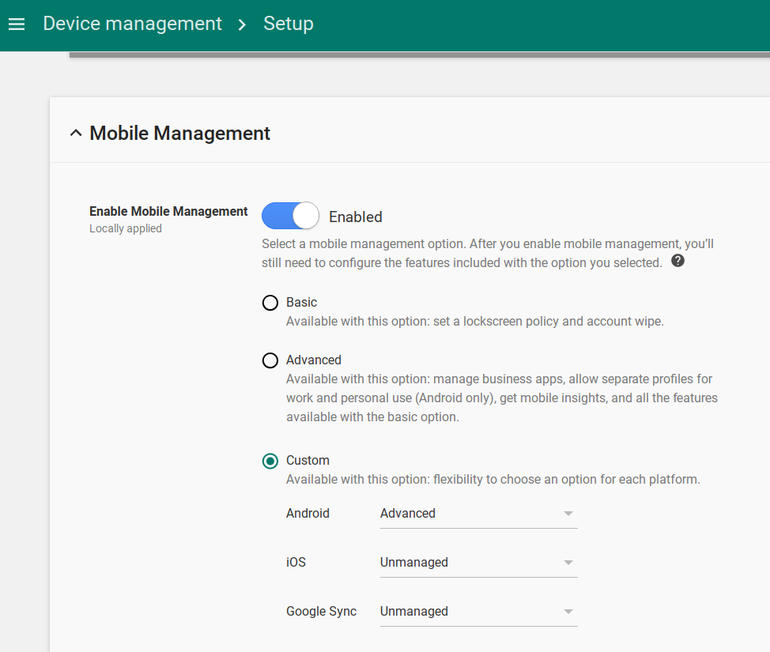 Device management > Setup
Mobile Management
Enable Mobile Management
Locally applied
Enabled
Select a mobile management option. After you enable mobile management, you'll
still need to configure the features included with the option you selected. ?
Basic
Available with this option: set a lockscreen policy and account wipe.
Advanced
Available with this option: manage business apps, allow separate profiles for
work and personal use (Android only), get mobile insights, and all the features
available with the basic option.
Custom
Available with this option: flexibility to choose an option for each platform.
Android Advanced
iOS Unmanaged
Google Sync Unmanaged